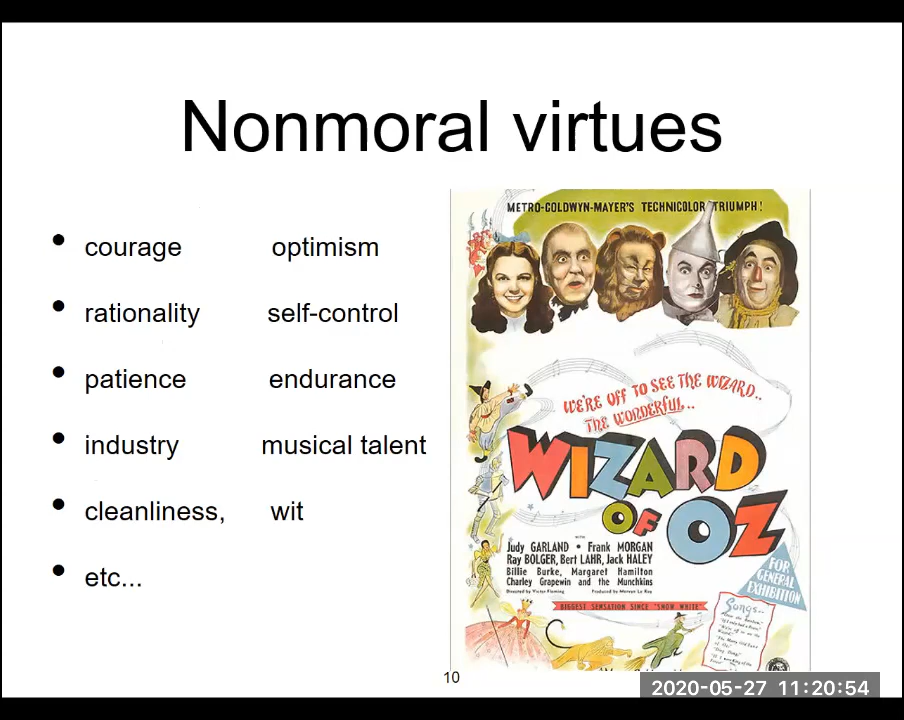 Nonmoral virtues
• courage optimism
• rationality self-control
• patience endurance
• industry musical talent
• cleanliness, wit
• etc...
METRO-GOLDWYN-MAYER'S TECHNICOLOR TRIUMPH!
WE'RE OFF TO SEE THE WIZARD..
THE WONDERFUL...
WIZARD
OF OZ
WITH
Judy GARLAND • Frank MORGAN
Ray BOLGER, Bert LAHR, Jack HALEY
Billie Burke, Margaret Hamilton
Charley Grapewin and the Munchkins
Directed by Victor Fleming Produced by Mervyn Le Roy
BIGGEST SENSATION SINCE "SNOW WHITE"
FOR
GENERAL
EXHIBITION
Songs..
10
2020-05-27 11:20:54